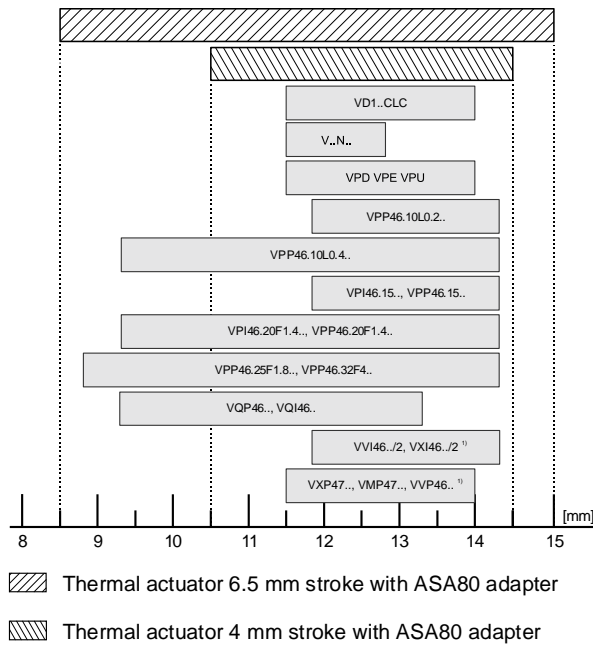 VD1..CLC
V..N..
VPD VPE VPU
VPP46.10L0.2..
VPP46.10L0.4..
VPI46.15.., VPP46.15..
VPI46.20F1.4.., VPP46.20F1.4..
VPP46.25F1.8.., VPP46.32F4..
VQP46.., VQI46..
VVI46../2, VXI46../2 ¹⁾
VXP47.., VMP47.., VVP46.. ¹⁾
[mm]
8 9 10 11 12 13 14 15
Thermal actuator 6.5 mm stroke with ASA80 adapter
Thermal actuator 4 mm stroke with ASA80 adapter